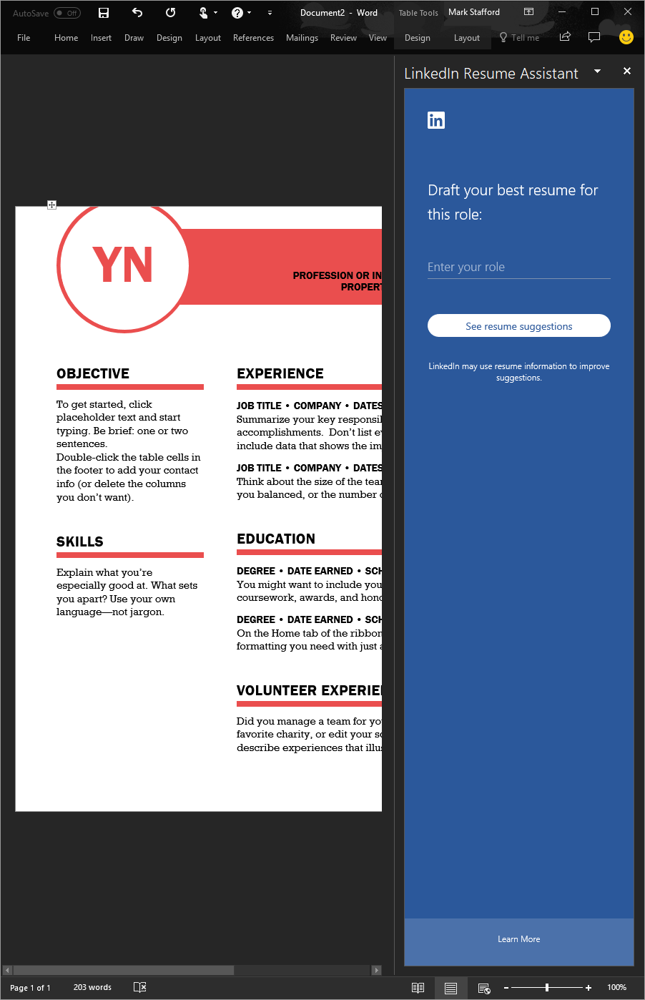 AutoSave Off
Document2 - Word
Table Tools
Mark Stafford
File Home Insert Draw Design Layout References Mailings Review View Design Layout Tell me
LinkedIn Resume Assistant
in
Draft your best resume for
this role:
Enter your role
See resume suggestions
LinkedIn may use resume information to improve
suggestions.
Learn More
YN
PROFESSION OR IN
PROPERT
OBJECTIVE
To get started, click
placeholder text and start
typing. Be brief: one or two
sentences.
Double-click the table cells in
the footer to add your contact
info (or delete the columns
you don’t want).
SKILLS
Explain what you’re
especially good at. What sets
you apart? Use your own
language—not jargon.
EXPERIENCE
JOB TITLE • COMPANY • DATES
Summarize your key responsi
accomplishments.  Don’t list e
include data that shows the im
JOB TITLE • COMPANY • DATES
Think about the size of the tea
you balanced, or the number
EDUCATION
DEGREE • DATE EARNED • SCH
You might want to include you
coursework, awards, and hono
DEGREE • DATE EARNED • SCH
On the Home tab of the ribbon
formatting you need with just a
VOLUNTEER EXPERIE
Did you manage a team for yo
favorite charity, or edit your sc
describe experiences that illus
Page 1 of 1
203 words
100%